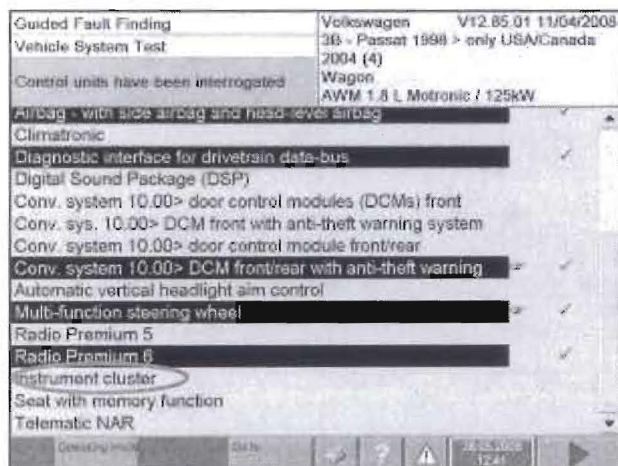 Guided Fault Finding
Vehicle System Test
Control units have been interrogated
Volkswagen V12.85.01 11/04/2008
3B - Passat 1998 > only USA/Canada
2004 (4)
Wagon
AWM 1.8 L Motronic / 125kW
Airbag - with side airbag and head-level airbag
Climatronic
Diagnostic interface for drivetrain data-bus
Digital Sound Package (DSP)
Conv. system 10.00> door control modules (DCMs) front
Conv. sys. 10.00> DCM front with anti-theft warning system
Conv. system 10.00> door control module front/rear
Conv. system 10.00> DCM front/rear with anti-theft warning
Automatic vertical headlight aim control
Multi-function steering wheel
Radio Premium 5
Radio Premium 6
Instrument cluster
Seat with memory function
Telematic NAR
Operating mode Go to
12:41